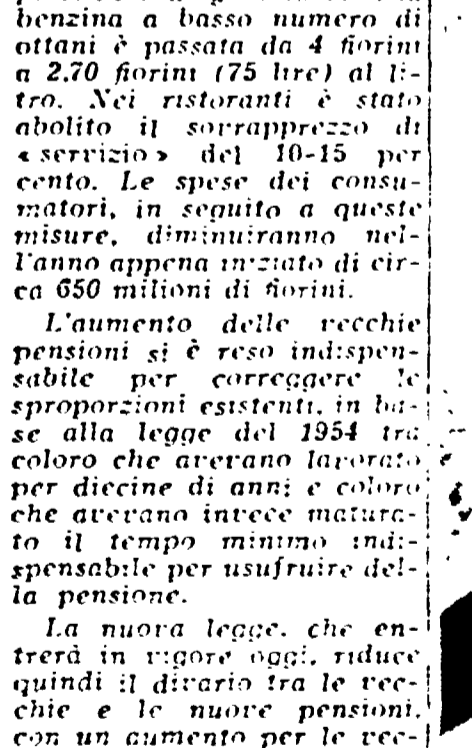 benzina a basso numero di
ottani è passata da 4 fiorini
a 2,70 fiorini (75 lire) al li-
tro. Nei ristoranti è stato
abolito il sovrapprezzo di
« servizio » del 10-15 per
cento. Le spese dei consu-
matori, in seguito a queste
misure, diminuiranno nel-
l'anno appena iniziato di cir-
ca 650 milioni di fiorini.
L'aumento delle vecchie
pensioni si è reso indispen-
sabile per correggere le
sproporzioni esistenti, in ba-
se alla legge del 1954 tra
coloro che avevano lavorato
per diecine di anni e coloro
che avevano invece matura-
to il tempo minimo indi-
spensabile per usufruire del-
la pensione.
La nuova legge, che en-
trerà in vigore oggi, riduce
quindi il divario tra le vec-
chie e le nuove pensioni,
con un aumento per le vec-